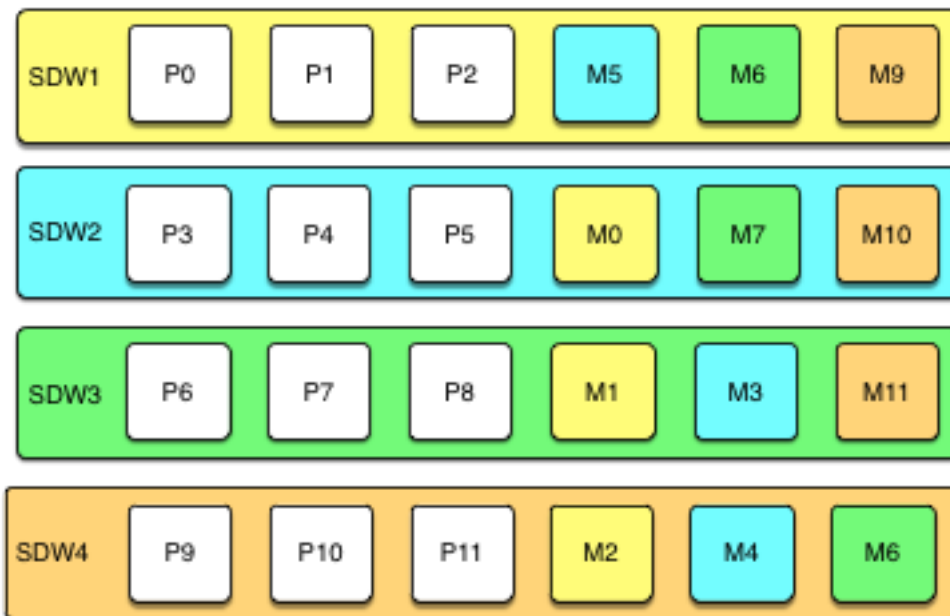 SDW1 P0 P1 P2 M5 M6 M9
SDW2 P3 P4 P5 M0 M7 M10
SDW3 P6 P7 P8 M1 M3 M11
SDW4 P9 P10 P11 M2 M4 M6